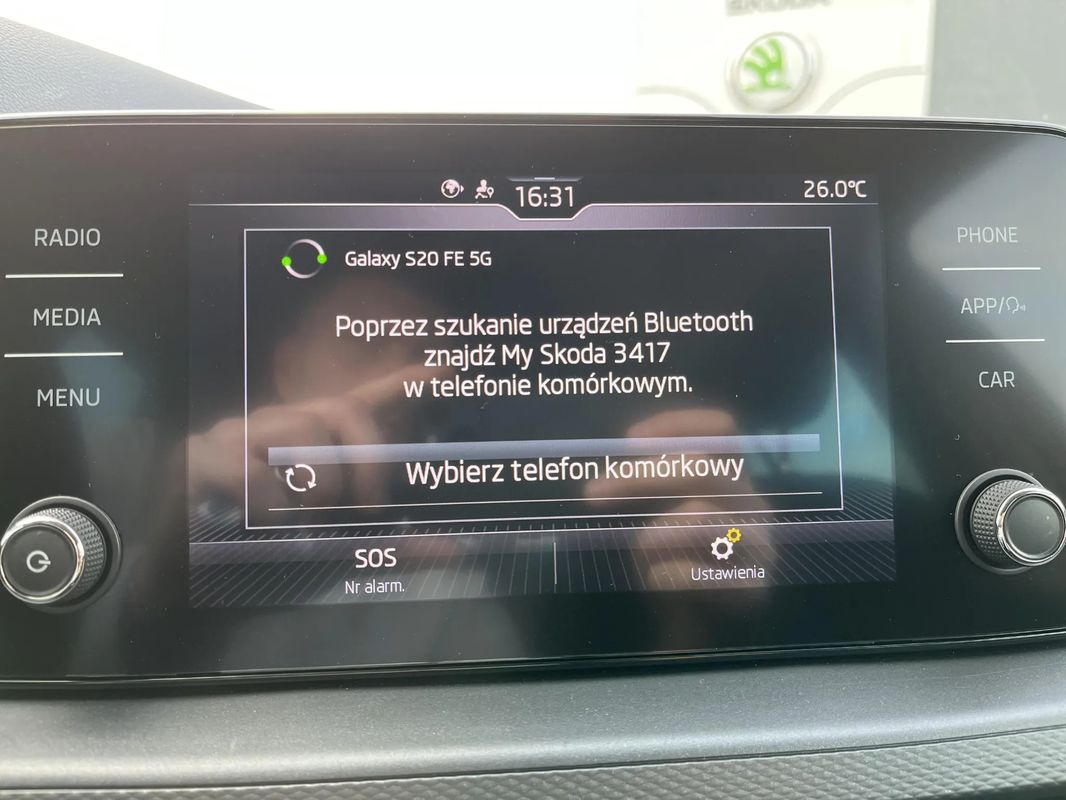 SKODA
16:31
26.0°C
RADIO
MEDIA
MENU
Galaxy S20 FE 5G
Poprzez szukanie urządzeń Bluetooth
znajdź My Skoda 3417
w telefonie komórkowym.
Wybierz telefon komórkowy
SOS
Nr alarm.
Ustawienia
PHONE
APP/
CAR